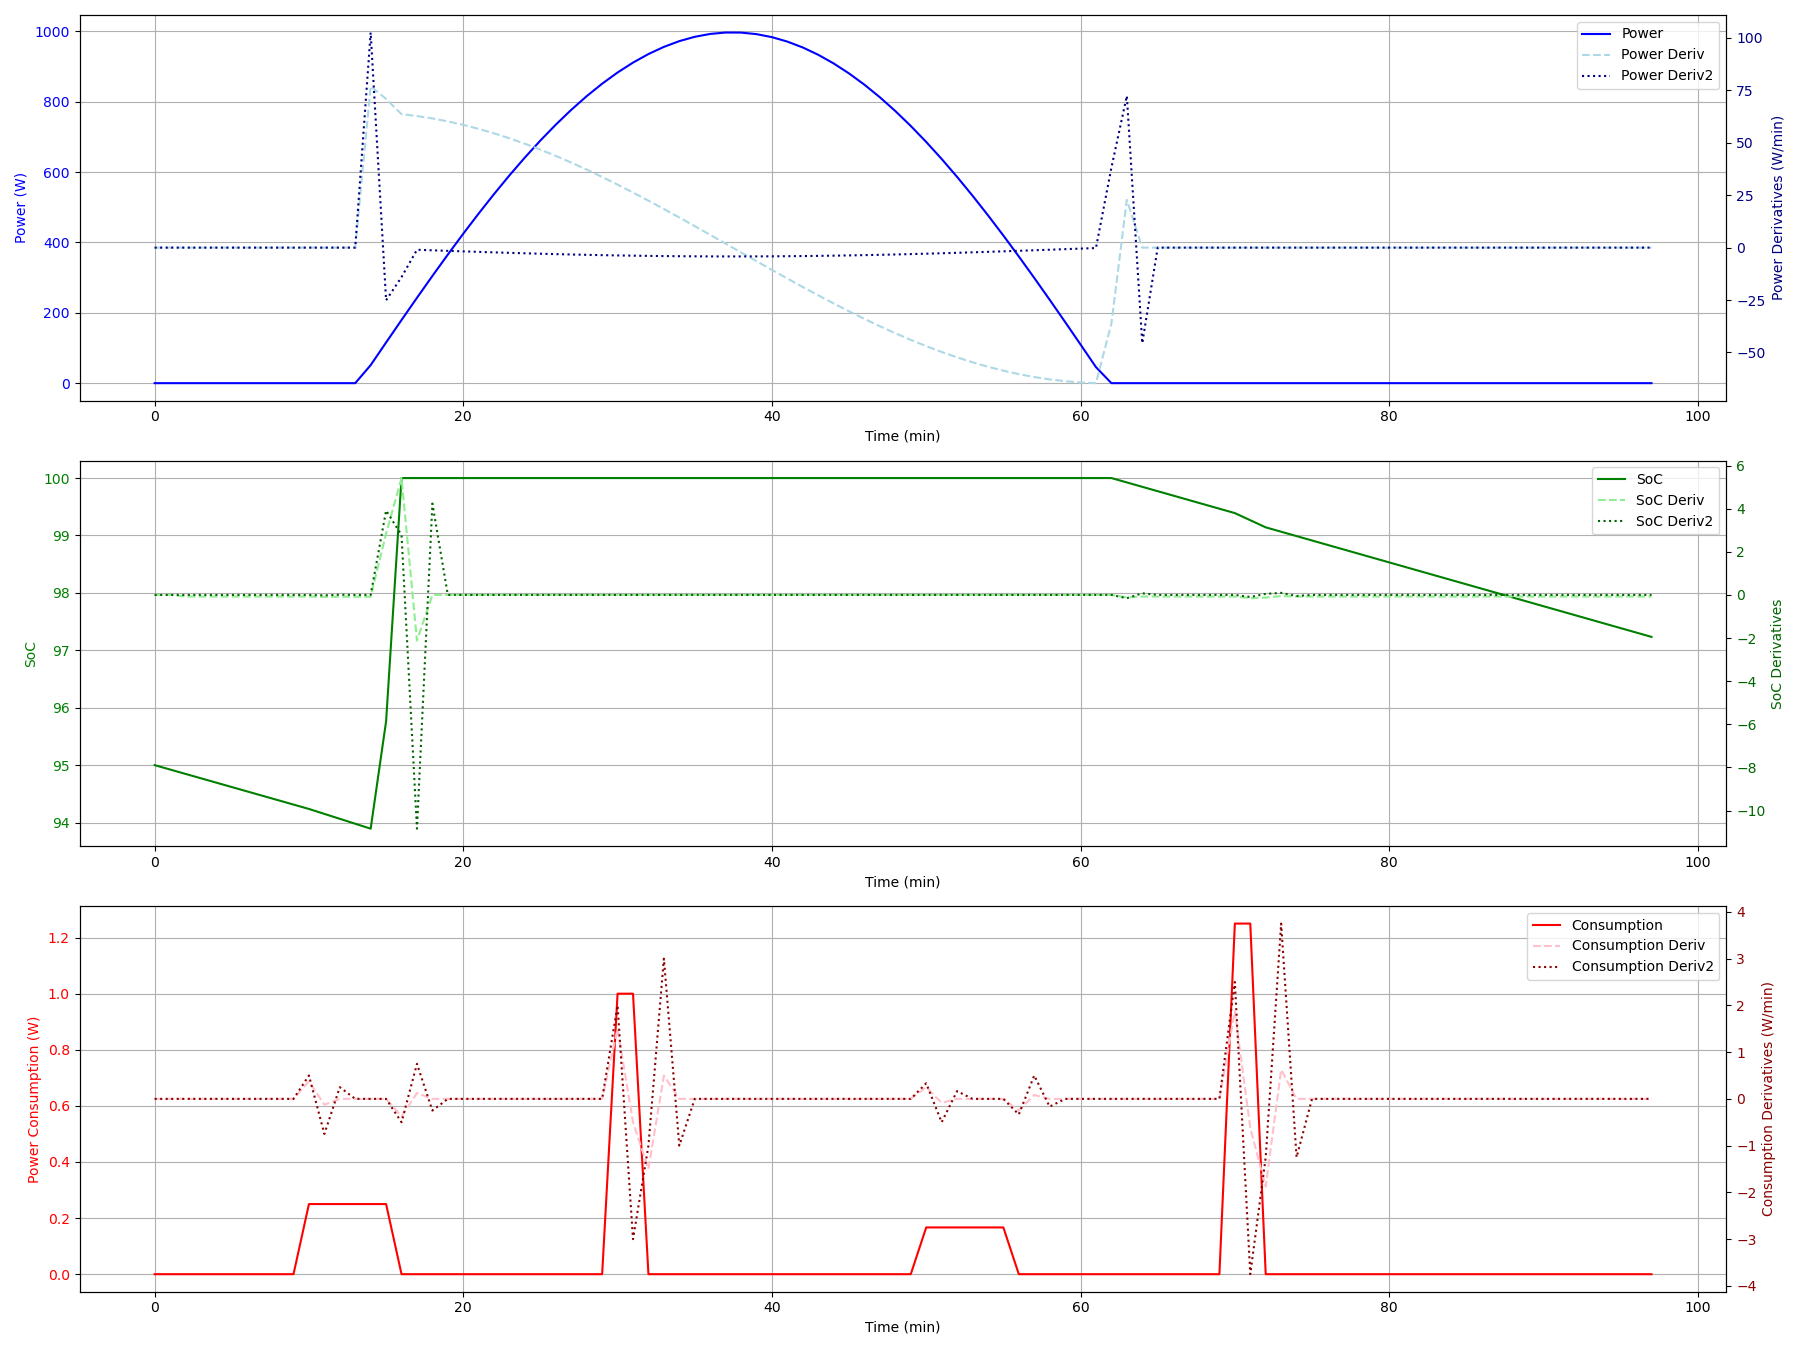 1000
800
600
400
200
0
Power (W)
100
75
50
25
0
−25
−50
Power Derivatives (W/min)
Power
Power Deriv
Power Deriv2
0 20 40 60 80 100
Time (min)
100
99
98
97
96
95
94
SoC
6
4
2
0
−2
−4
−6
−8
−10
SoC Derivatives
SoC
SoC Deriv
SoC Deriv2
0 20 40 60 80 100
Time (min)
1.2
1.0
0.8
0.6
0.4
0.2
0.0
Power Consumption (W)
4
3
2
1
0
−1
−2
−3
−4
Consumption Derivatives (W/min)
Consumption
Consumption Deriv
Consumption Deriv2
0 20 40 60 80 100
Time (min)